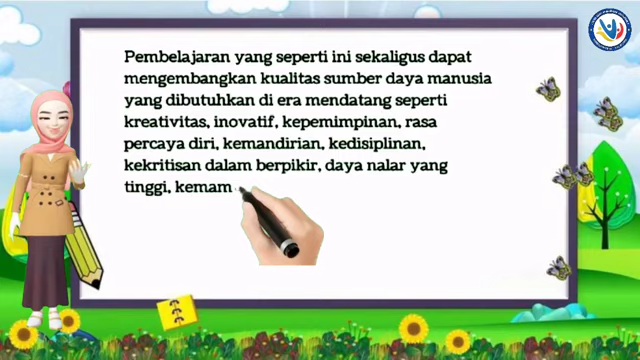 Pembelajaran yang seperti ini sekaligus dapat
mengembangkan kualitas sumber daya manusia
yang dibutuhkan di era mendatang seperti
kreativitas, inovatif, kepemimpinan, rasa
percaya diri, kemandirian, kedisiplinan,
kekritisan dalam berpikir, daya nalar yang
tinggi, kemam